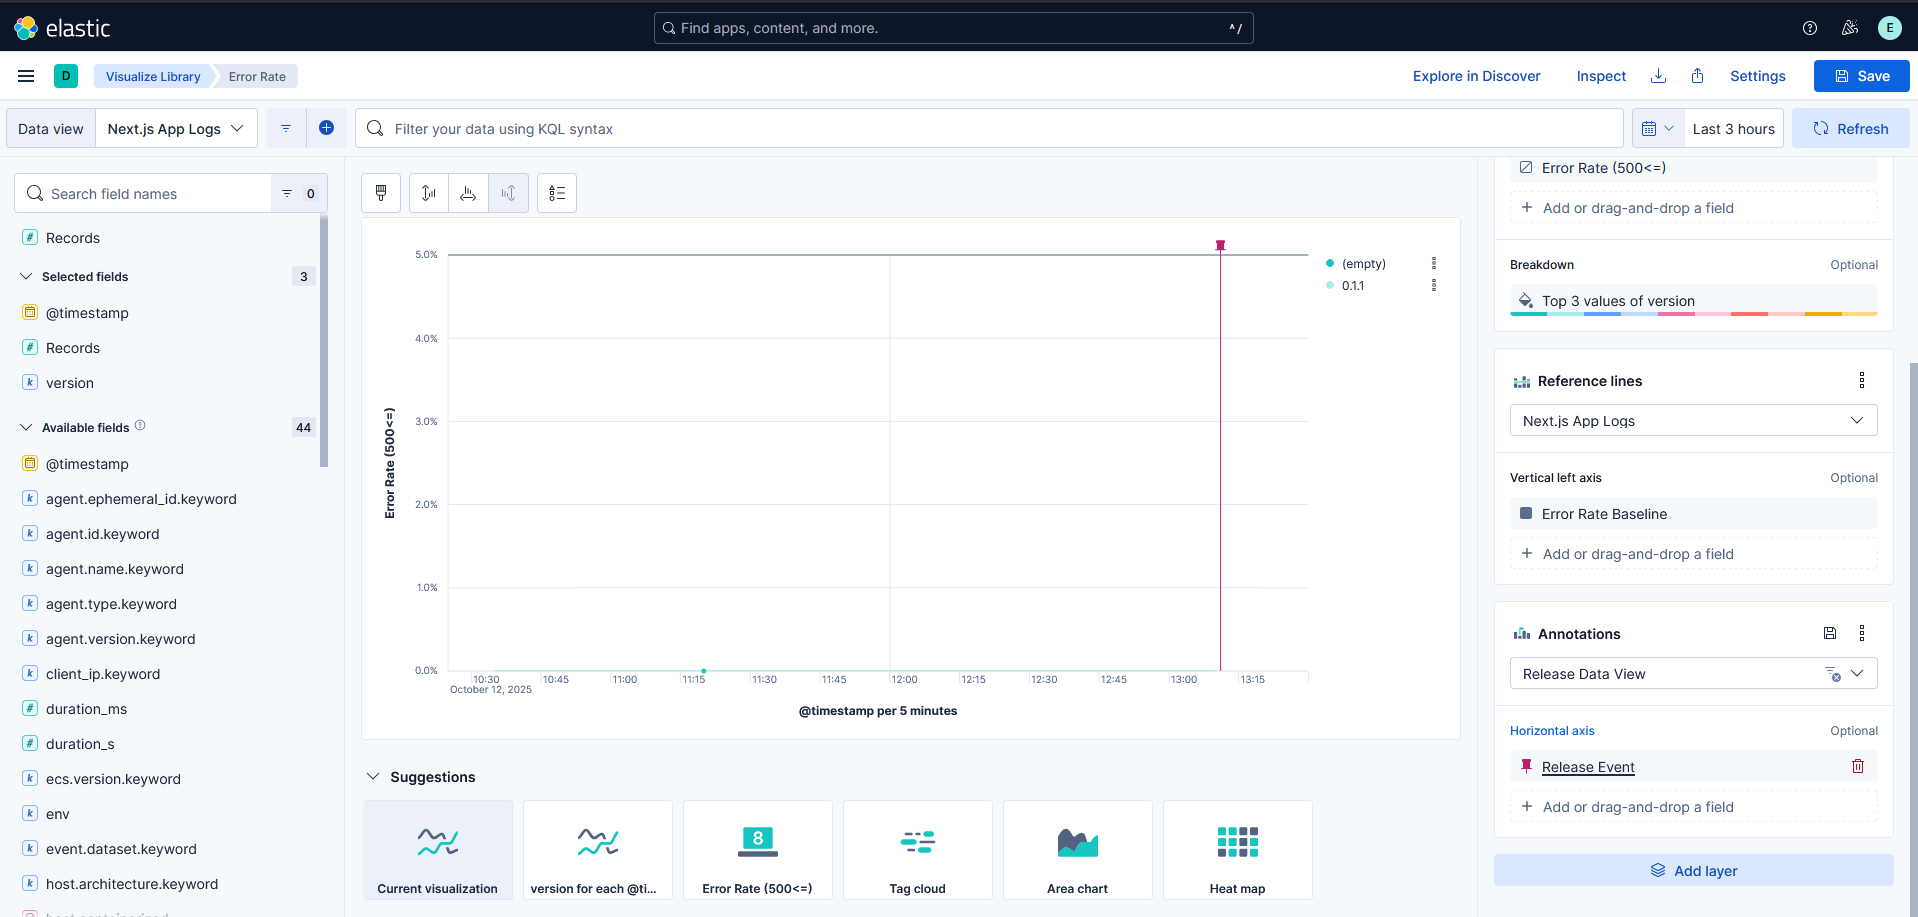 elastic
Find apps, content, and more.
^ /
E
D
Visualize Library
Error Rate
Explore in Discover
Inspect
Settings
Save
Data view
Next.js App Logs
Filter your data using KQL syntax
Last 3 hours
Refresh
Search field names
0
Records
Selected fields
3
@timestamp
Records
version
Available fields
44
@timestamp
agent.ephemeral_id.keyword
agent.id.keyword
agent.name.keyword
agent.type.keyword
agent.version.keyword
client_ip.keyword
duration_ms
duration_s
ecs.version.keyword
env
event.dataset.keyword
host.architecture.keyword
5.0%
4.0%
3.0%
2.0%
1.0%
0.0%
Error Rate (500<=)
10:30
10:45
11:00
11:15
11:30
11:45
12:00
12:15
12:30
12:45
13:00
13:15
October 12, 2025
@timestamp per 5 minutes
(empty)
0.1.1
Suggestions
Current visualization
version for each @ti...
8
Error Rate (500<=)
Tag cloud
Area chart
Heat map
Error Rate (500<=)
Add or drag-and-drop a field
Breakdown
Optional
Top 3 values of version
Reference lines
Next.js App Logs
Vertical left axis
Optional
Error Rate Baseline
Add or drag-and-drop a field
Annotations
Release Data View
Horizontal axis
Optional
Release Event
Add or drag-and-drop a field
Add layer